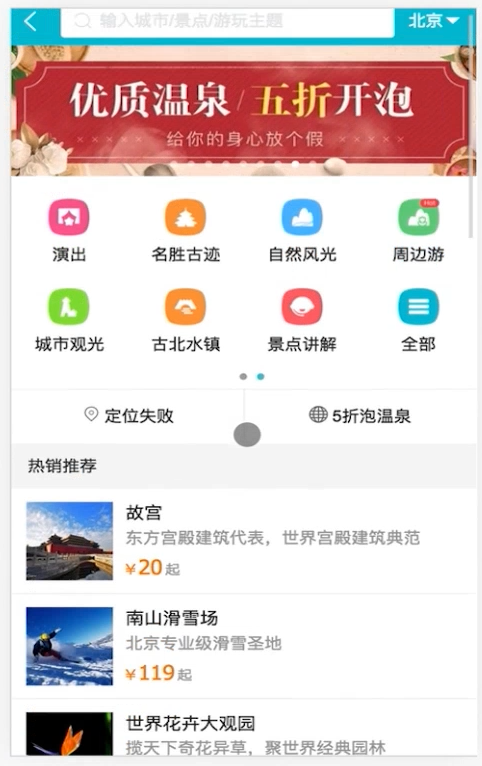 输入城市/景点/游玩主题
北京
优质温泉/五折开泡
给你的身心放个假
演出
名胜古迹
自然风光
周边游
城市观光
古北水镇
景点讲解
全部
定位失败
5折泡温泉
热销推荐
故宫
东方宫殿建筑代表，世界宫殿建筑典范
¥20起
南山滑雪场
北京专业级滑雪圣地
¥119起
世界花卉大观园
揽天下奇花异草，聚世界经典园林